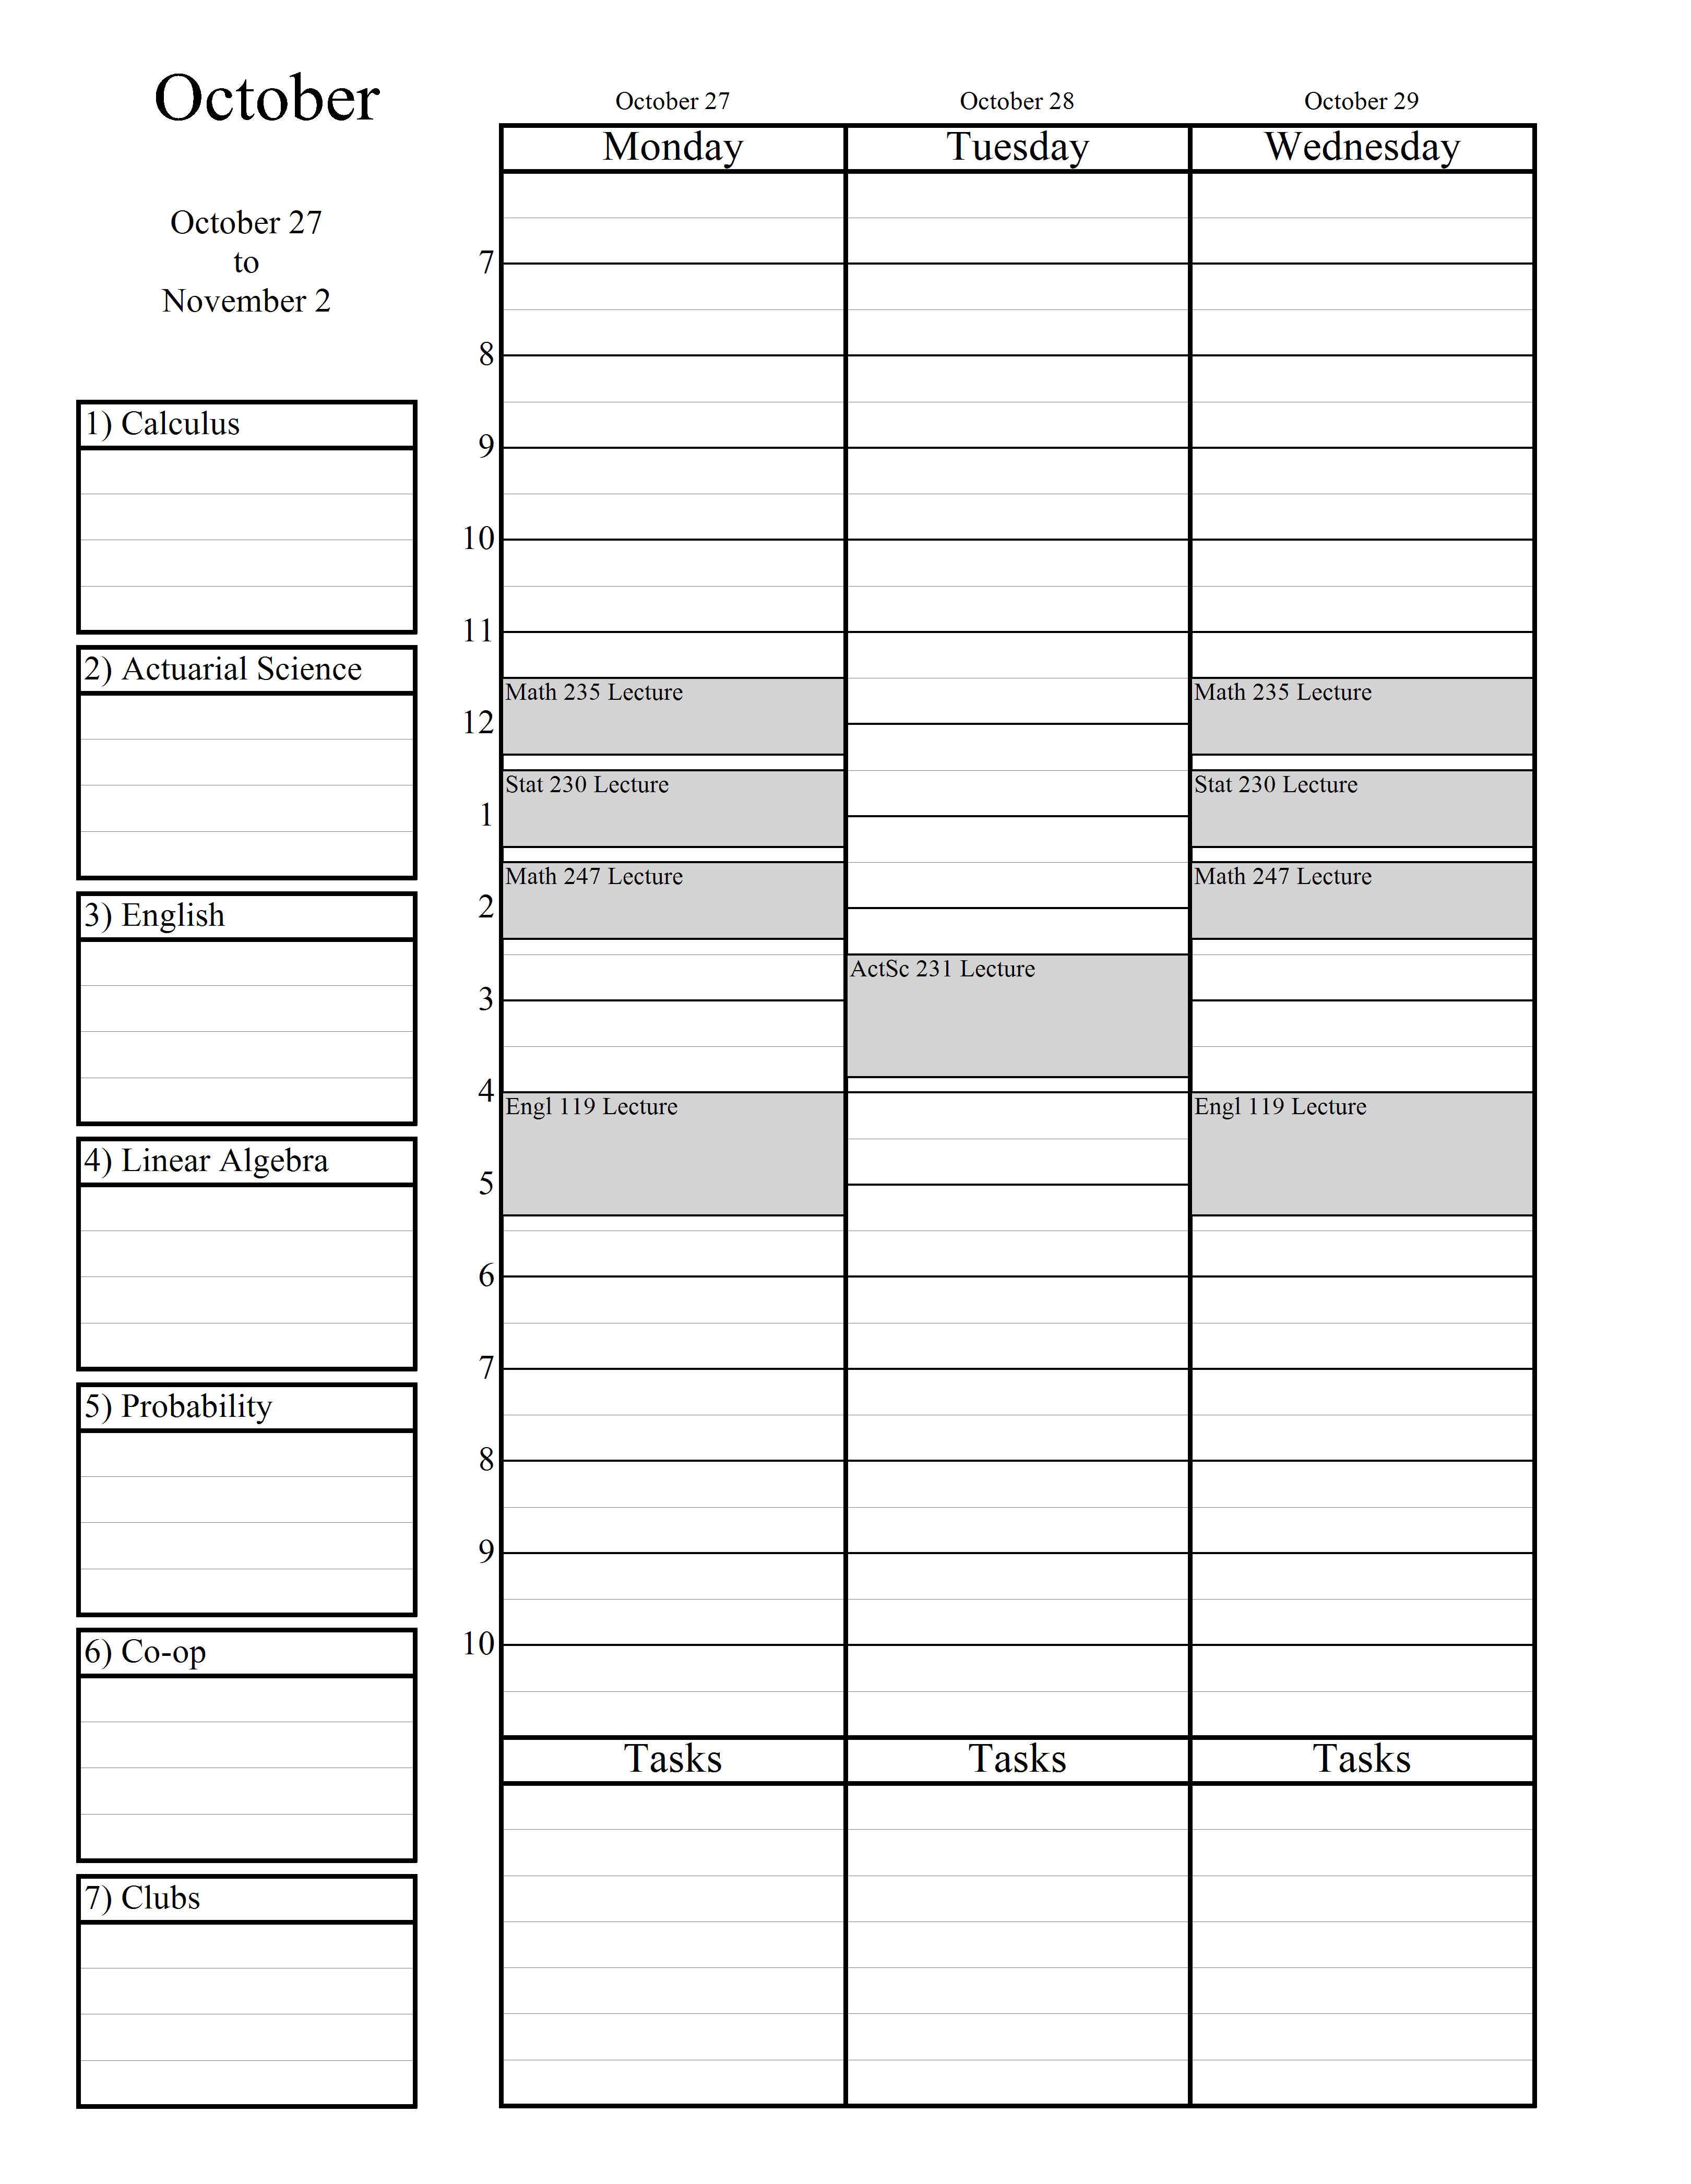 October
October 27
to
November 2
1) Calculus
2) Actuarial Science
3) English
4) Linear Algebra
5) Probability
6) Co-op
7) Clubs
October 27 October 28 October 29
Monday Tuesday Wednesday
7
8
9
10
11
Math 235 Lecture Math 235 Lecture
12
Stat 230 Lecture Stat 230 Lecture
1
Math 247 Lecture Math 247 Lecture
2
ActSc 231 Lecture
3
4
Engl 119 Lecture Engl 119 Lecture
5
6
7
8
9
10
Tasks Tasks Tasks